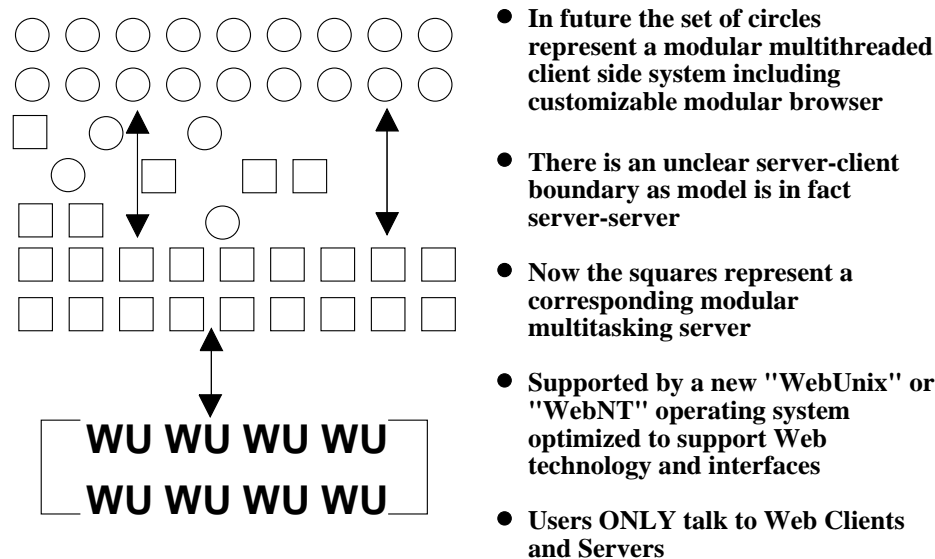 In future the set of circles
represent a modular multithreaded
client side system including
customizable modular browser
There is an unclear server-client
boundary as model is in fact
server-server
Now the squares represent a
corresponding modular
multitasking server
Supported by a new "WebUnix" or
"WebNT" operating system
optimized to support Web
technology and interfaces
Users ONLY talk to Web Clients
and Servers
WU WU WU WU
WU WU WU WU